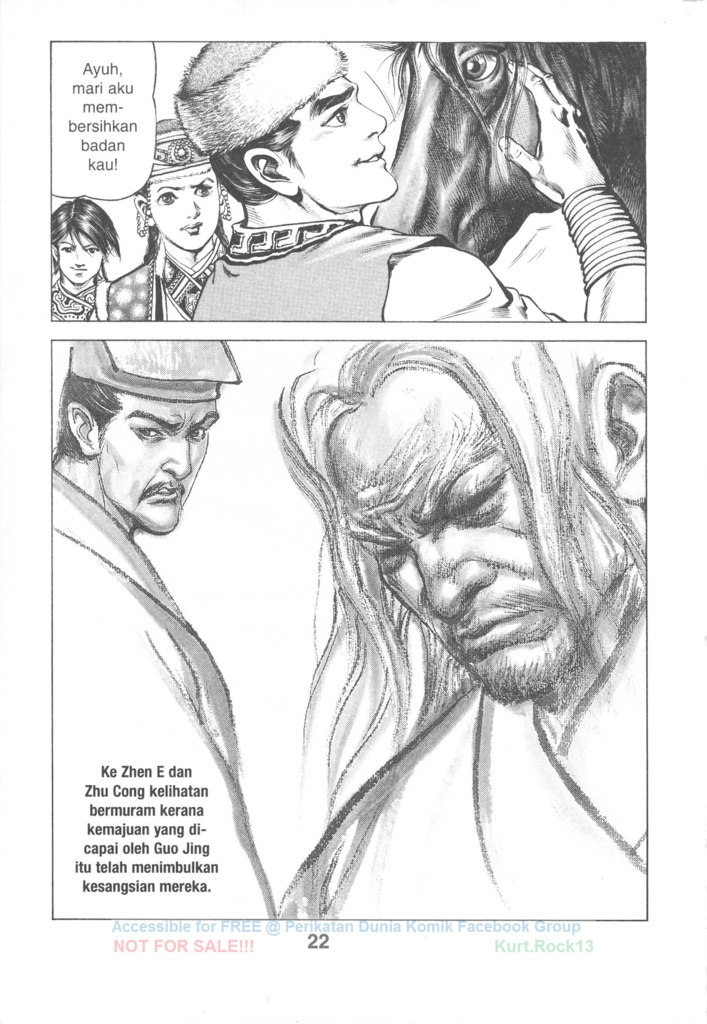 Ayuh,
mari aku
mem-
bersihkan
badan
kau!
Ke Zhen E dan
Zhu Cong kelihatan
bermuram kerana
kemajuan yang di-
capai oleh Guo Jing
itu telah menimbulkan
kesangsian mereka.
Accessible for FREE @ Perikatan Dunia Komik Facebook Group
NOT FOR SALE!!!
22
Kurt.Rock13